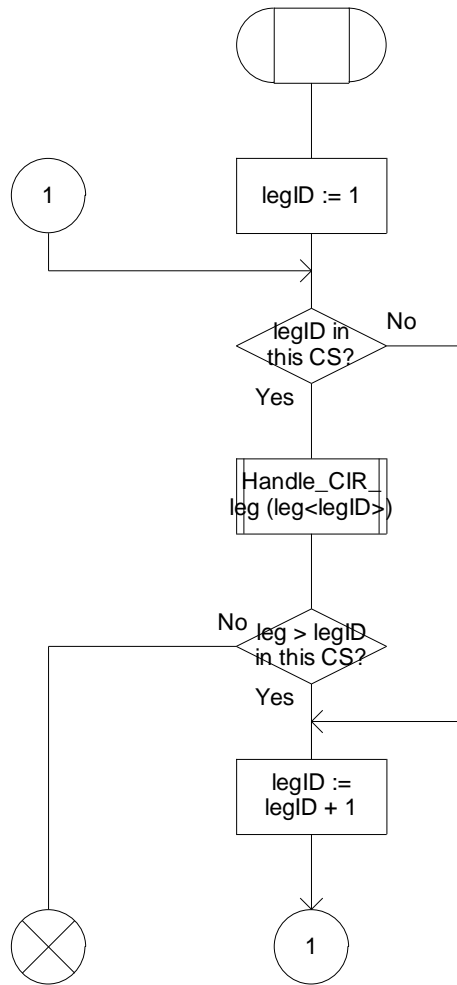 1
legID := 1
legID in
this CS?
No
Yes
Handle_CIR_
leg (leg<legID>)
No
leg > legID
in this CS?
Yes
legID :=
legID + 1
1